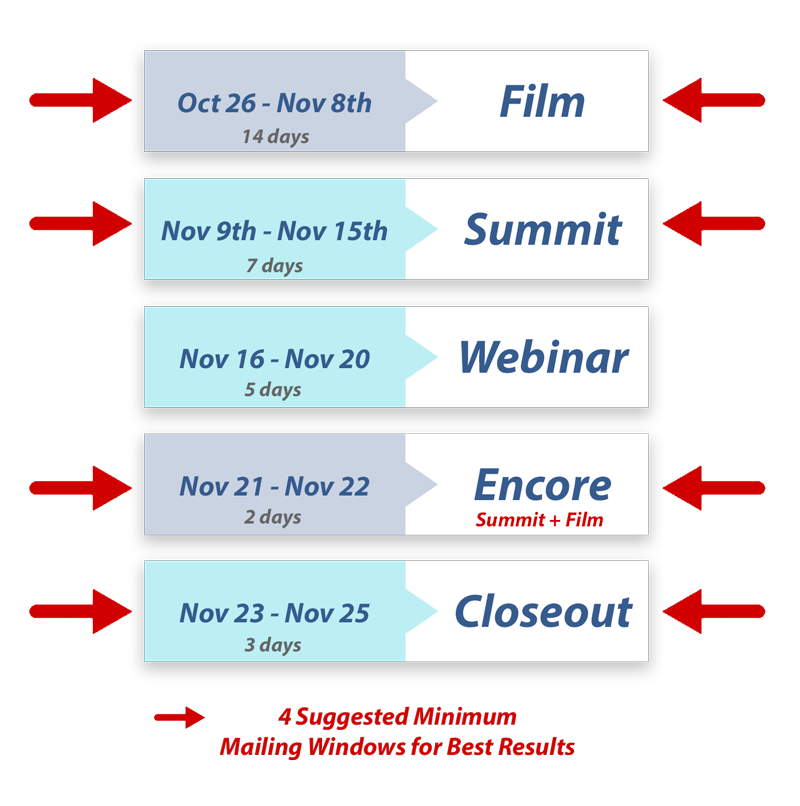 Oct 26 - Nov 8th
14 days
Film
Nov 9th - Nov 15th
7 days
Summit
Nov 16 - Nov 20
5 days
Webinar
Nov 21 - Nov 22
2 days
Encore
Summit + Film
Nov 23 - Nov 25
3 days
Closeout
4 Suggested Minimum
Mailing Windows for Best Results